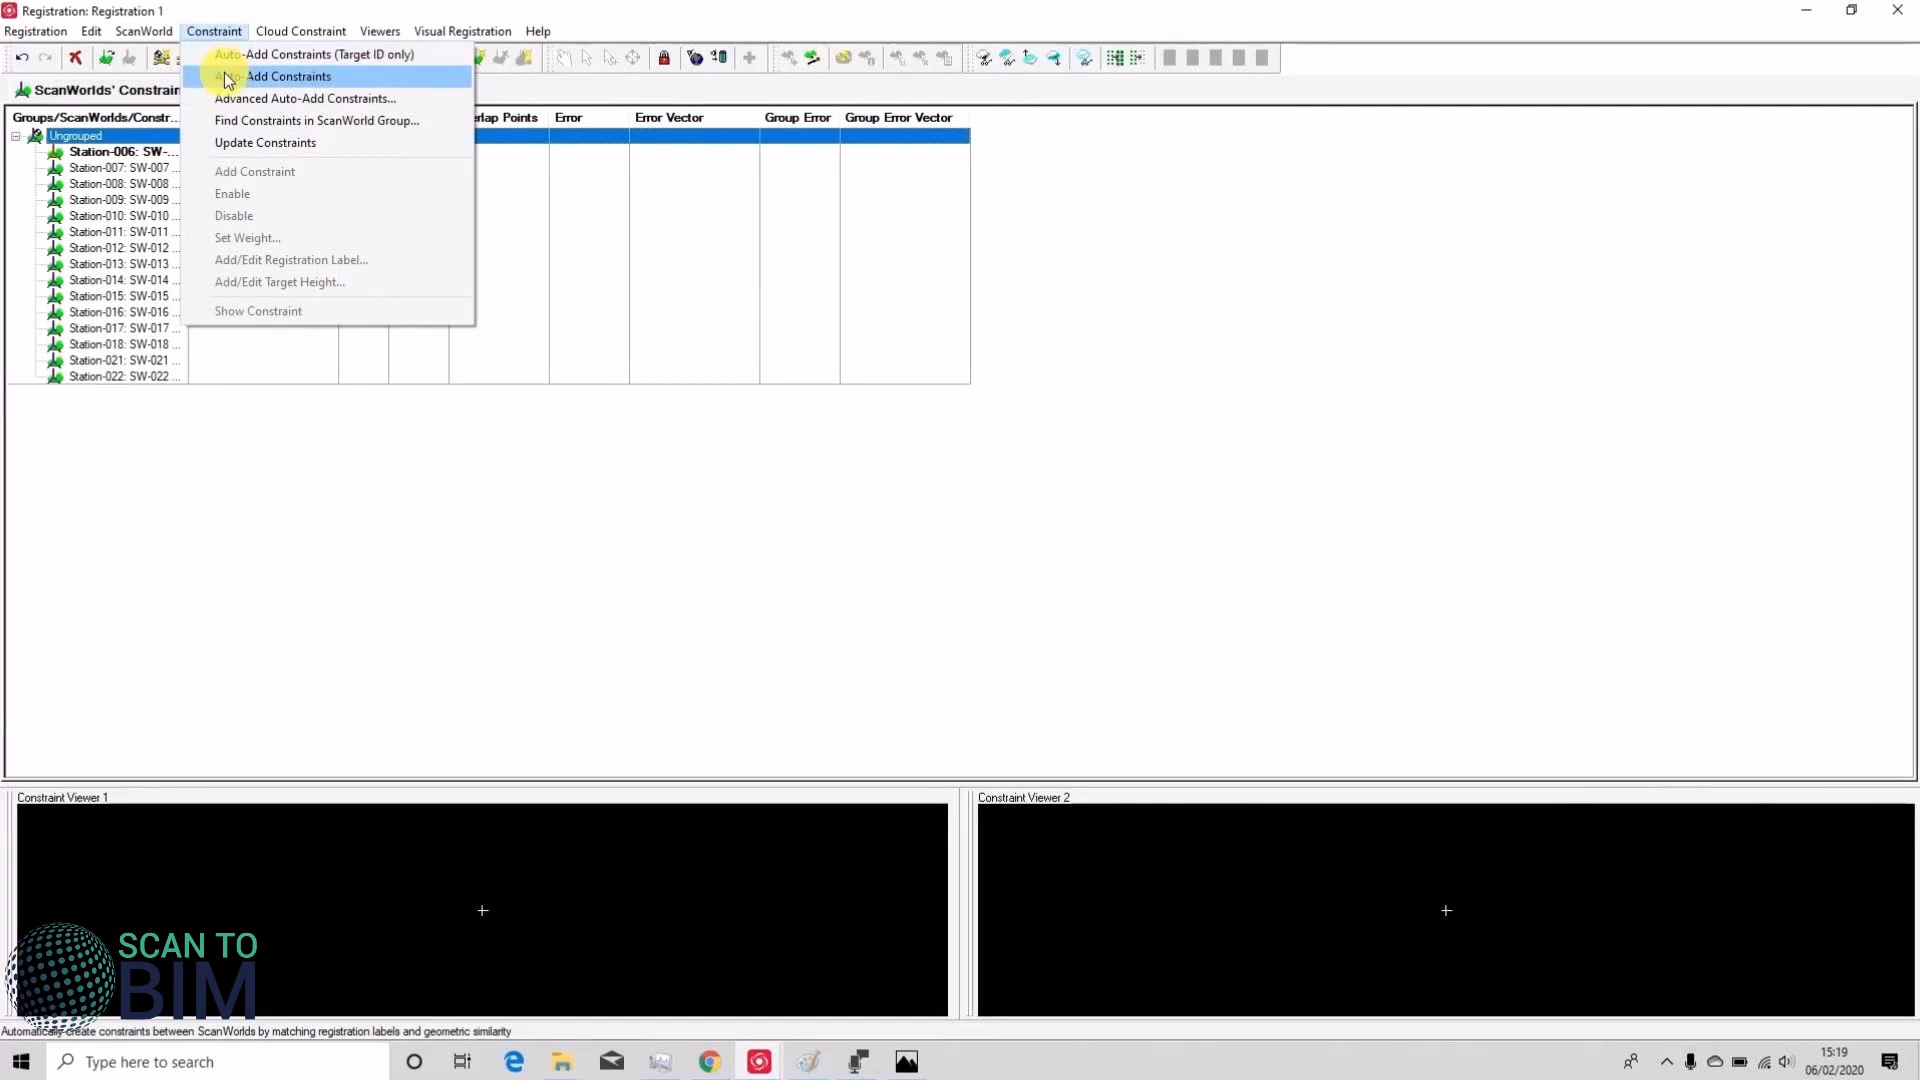 Registration: Registration 1
Registration Edit ScanWorld Constraint Cloud Constraint Viewers Visual Registration Help
Auto-Add Constraints (Target ID only)
Auto-Add Constraints
Advanced Auto-Add Constraints...
Find Constraints in ScanWorld Group...
Update Constraints
Add Constraint
Enable
Disable
Set Weight...
Add/Edit Registration Label...
Add/Edit Target Height...
Show Constraint
ScanWorlds' Constrain
Groups/ScanWorlds/Constr... rlap Points Error Error Vector Group Error Group Error Vector
Ungrouped
Station-006: SW-...
Station-007: SW-007 ...
Station-008: SW-008 ...
Station-009: SW-009 ...
Station-010: SW-010 ...
Station-011: SW-011 ...
Station-012: SW-012 ...
Station-013: SW-013 ...
Station-014: SW-014 ...
Station-015: SW-015 ...
Station-016: SW-016 ...
Station-017: SW-017 ...
Station-018: SW-018 ...
Station-021: SW-021 ...
Station-022: SW-022 ...
Constraint Viewer 1
Constraint Viewer 2
SCAN TO
BIM
Automatically create constraints between ScanWorlds by matching registration labels and geometric similarity
Type here to search
15:19
06/02/2020